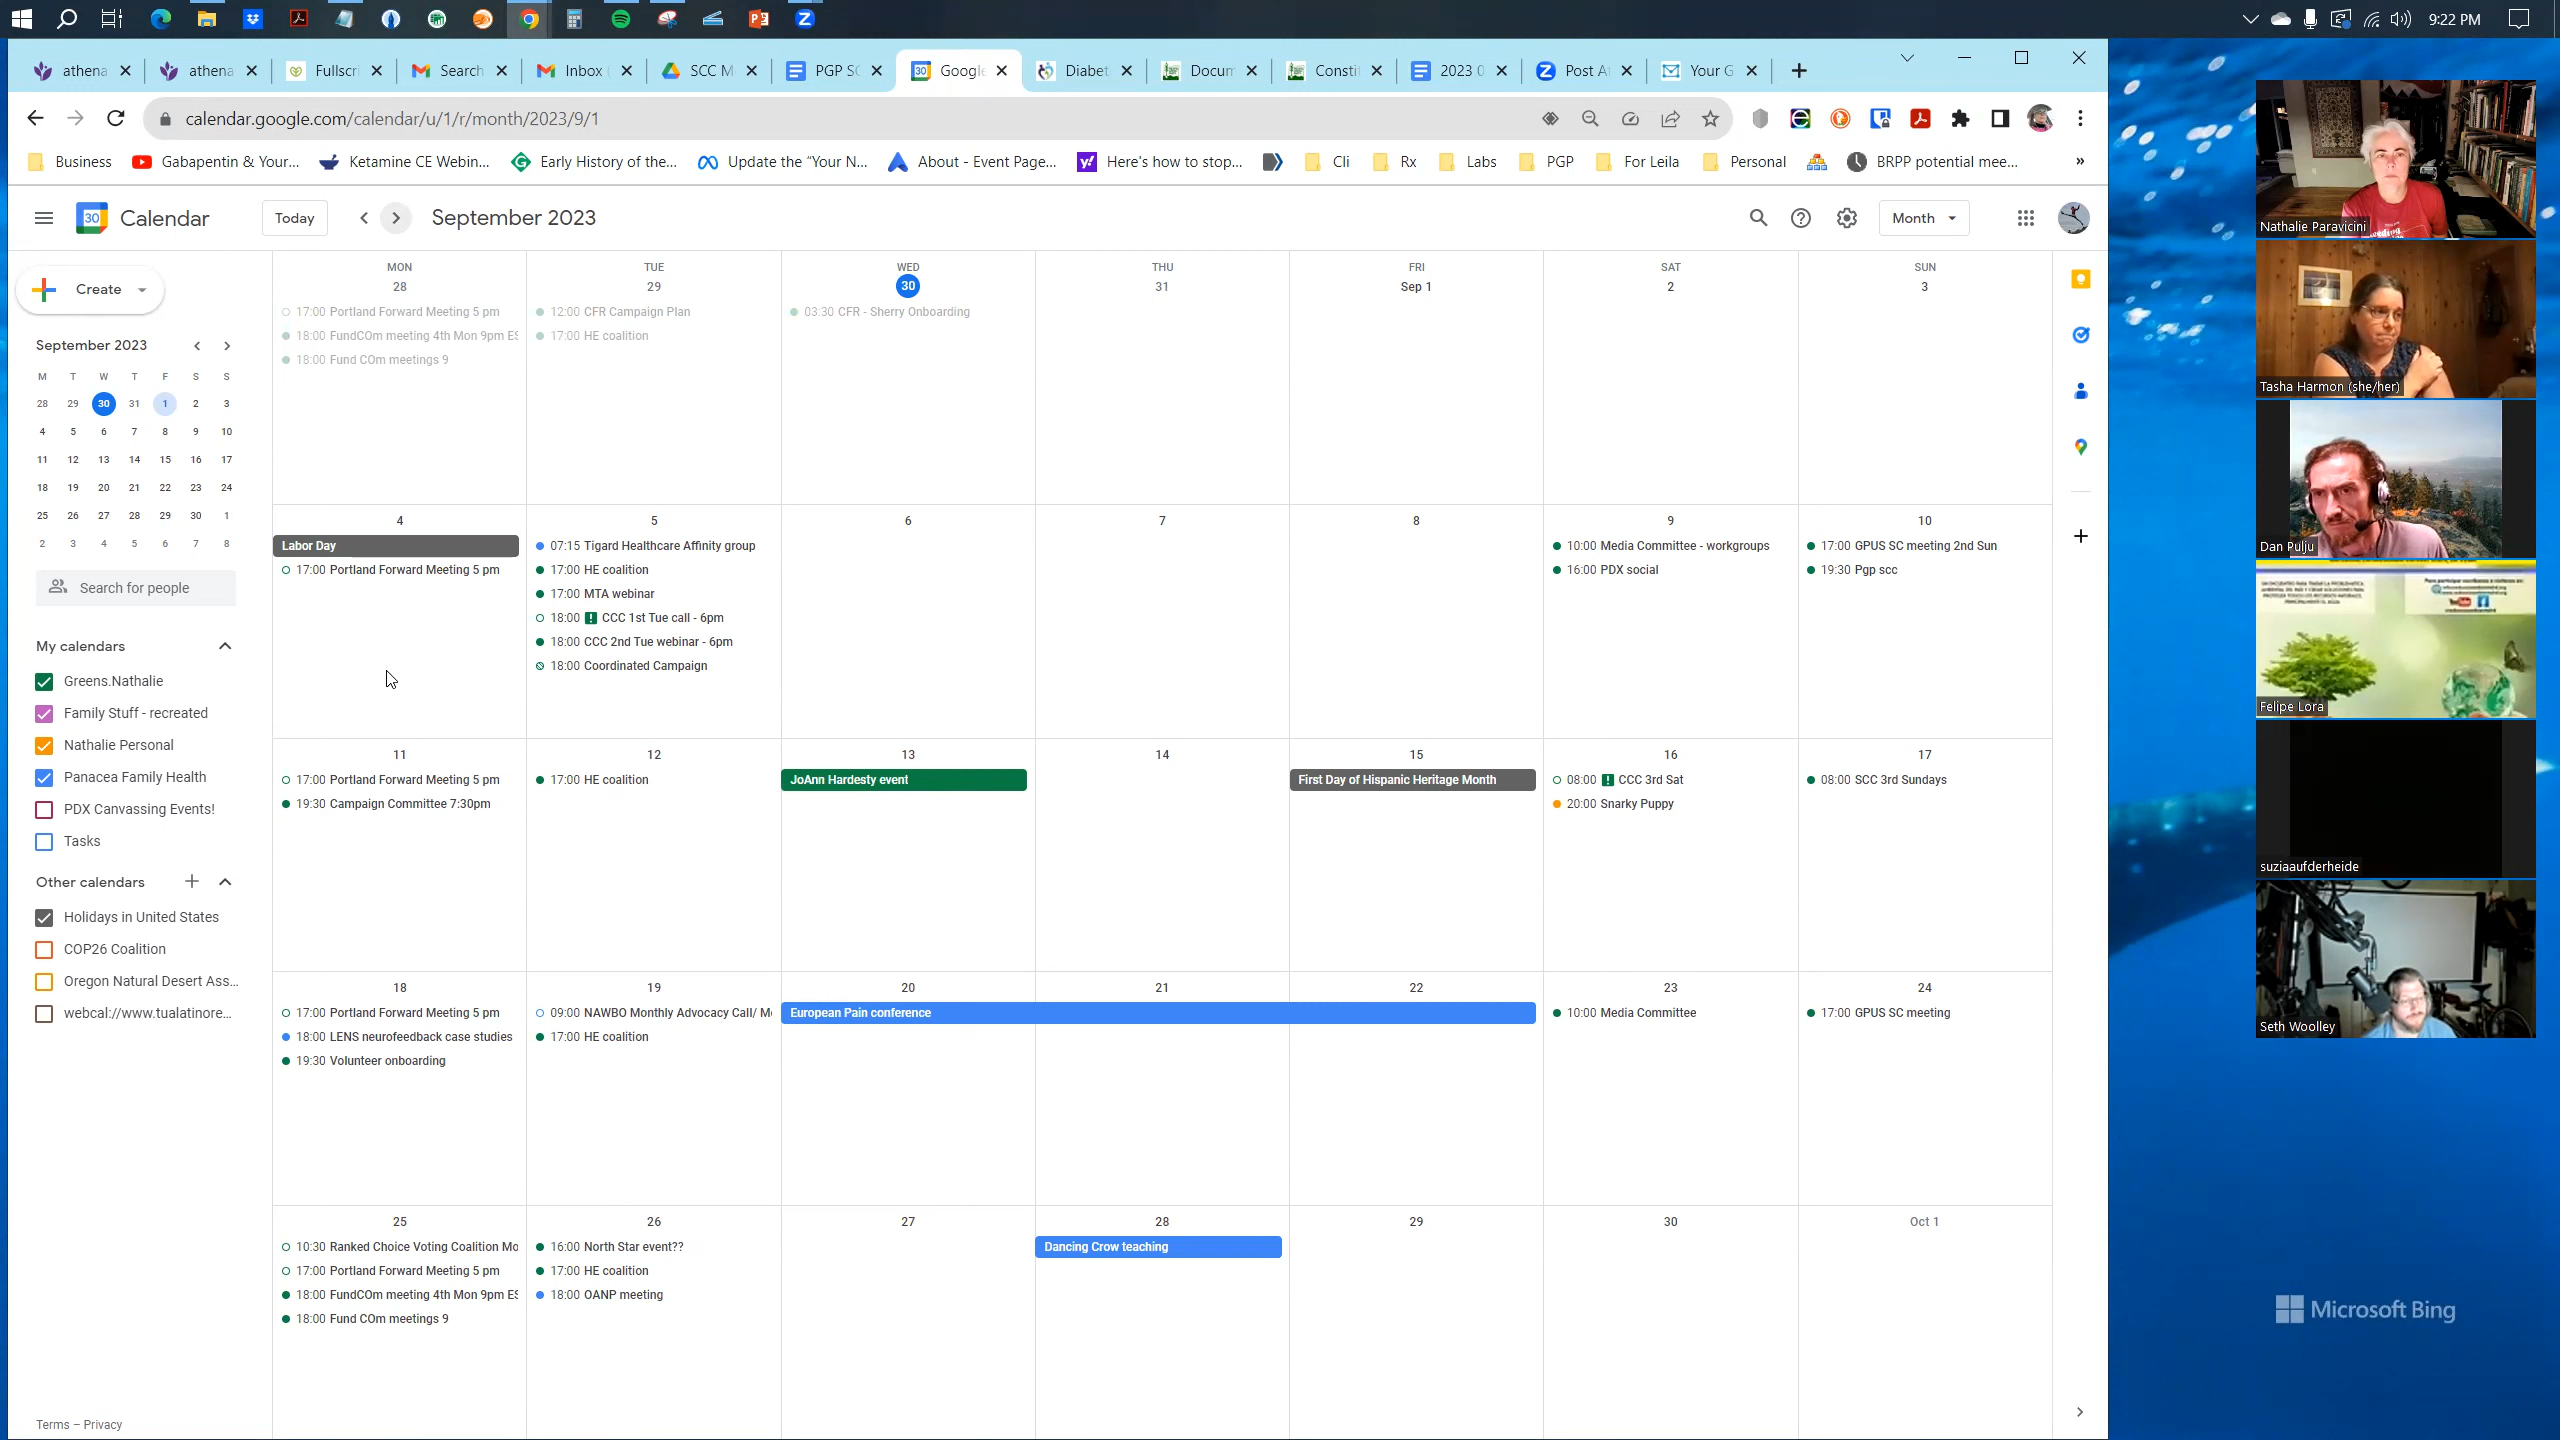 9:22 PM
athena
athena
Fullscri
Search
Inbox
SCC M
PGP SC
Google
Diabet
Docum
Consti
2023 0
Post A
Your G
calendar.google.com/calendar/u/1/r/month/2023/9/1
Business
Gabapentin & Your...
Ketamine CE Webin...
Early History of the...
Update the “Your N...
About - Event Page...
Here's how to stop...
Cli
Rx
Labs
PGP
For Leila
Personal
BRPP potential mee...
»
30
Calendar
Today
September 2023
Month
Create
September 2023
M T W T F S S
28 29 30 31 1 2 3
4 5 6 7 8 9 10
11 12 13 14 15 16 17
18 19 20 21 22 23 24
25 26 27 28 29 30 1
2 3 4 5 6 7 8
Search for people
My calendars
Greens.Nathalie
Family Stuff - recreated
Nathalie Personal
Panacea Family Health
PDX Canvassing Events!
Tasks
Other calendars
Holidays in United States
COP26 Coalition
Oregon Natural Desert Ass...
webcal://www.tualatinore...
Terms – Privacy
MON TUE WED THU FRI SAT SUN
28 29 30 31 Sep 1 2 3
17:00 Portland Forward Meeting 5 pm
18:00 FundCOm meeting 4th Mon 9pm ES
18:00 Fund COm meetings 9
12:00 CFR Campaign Plan
17:00 HE coalition
03:30 CFR - Sherry Onboarding
4 5 6 7 8 9 10
Labor Day
17:00 Portland Forward Meeting 5 pm
07:15 Tigard Healthcare Affinity group
17:00 HE coalition
17:00 MTA webinar
18:00 ! CCC 1st Tue call - 6pm
18:00 CCC 2nd Tue webinar - 6pm
18:00 Coordinated Campaign
10:00 Media Committee - workgroups
16:00 PDX social
17:00 GPUS SC meeting 2nd Sun
19:30 Pgp scc
11 12 13 14 15 16 17
17:00 Portland Forward Meeting 5 pm
19:30 Campaign Committee 7:30pm
17:00 HE coalition
JoAnn Hardesty event
First Day of Hispanic Heritage Month
08:00 ! CCC 3rd Sat
20:00 Snarky Puppy
08:00 SCC 3rd Sundays
18 19 20 21 22 23 24
17:00 Portland Forward Meeting 5 pm
18:00 LENS neurofeedback case studies
19:30 Volunteer onboarding
09:00 NAWBO Monthly Advocacy Call/ M
17:00 HE coalition
European Pain conference
10:00 Media Committee
17:00 GPUS SC meeting
25 26 27 28 29 30 Oct 1
10:30 Ranked Choice Voting Coalition Mo
17:00 Portland Forward Meeting 5 pm
18:00 FundCOm meeting 4th Mon 9pm ES
18:00 Fund COm meetings 9
16:00 North Star event??
17:00 HE coalition
18:00 OANP meeting
Dancing Crow teaching
Nathalie Paravicini
Tasha Harmon (she/her)
Dan Pulju
Felipe Lora
suziaaufderheide
Seth Woolley
Microsoft Bing